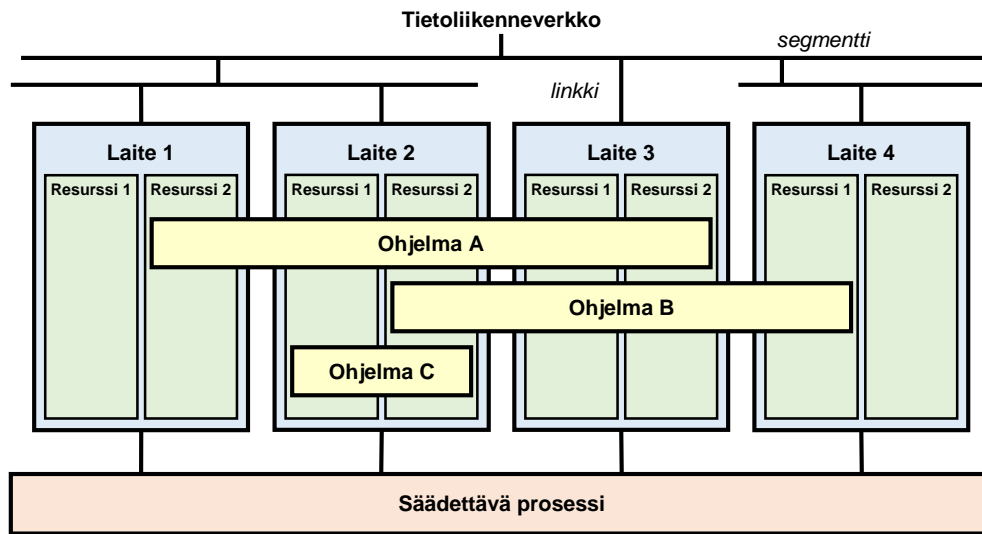 Tietoliikenneverkko
segmentti
linkki
Laite 1
Laite 2
Laite 3
Laite 4
Resurssi 1
Resurssi 2
Resurssi 1
Resurssi 2
Resurssi 1
Resurssi 2
Resurssi 1
Resurssi 2
Ohjelma A
Ohjelma B
Ohjelma C
Säädettävä prosessi